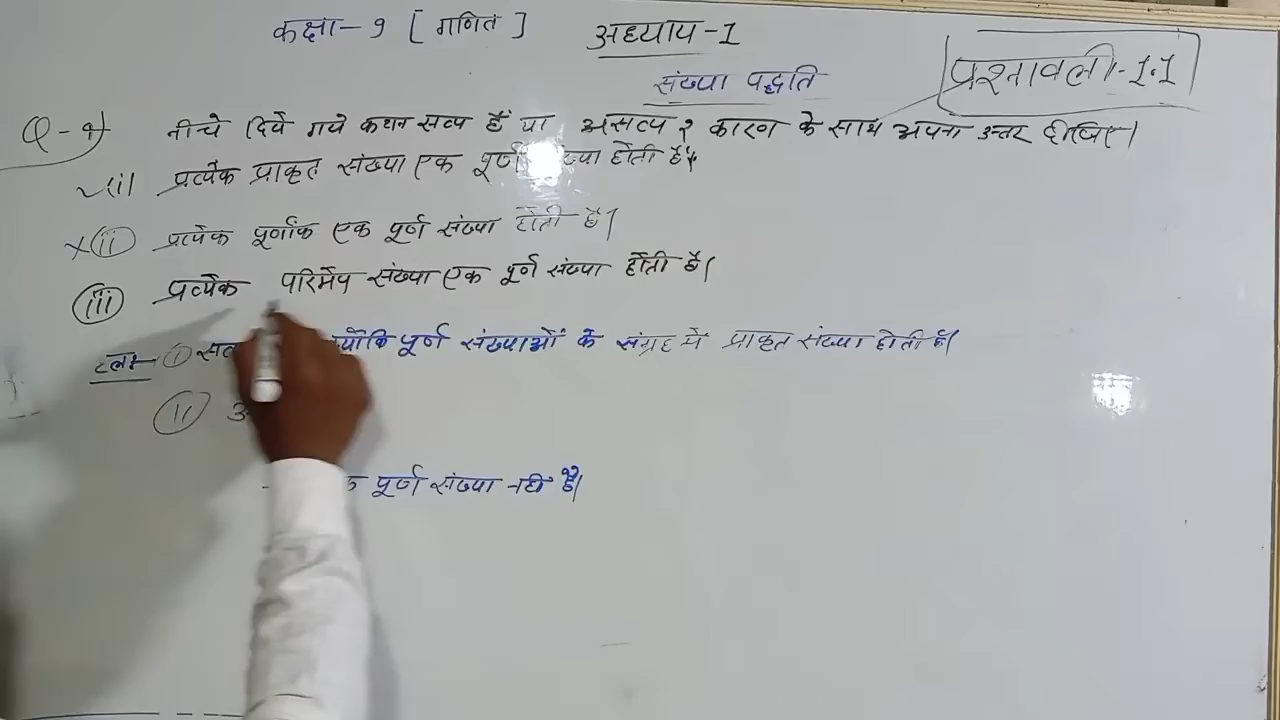 कक्षा-9 [गणित] अध्याय-1
संख्या पद्धति
प्रश्नावली-1.1
Q-4) नीचे दिये गये कथन सत्य हैं या असत्य? कारण के साथ अपना उत्तर दीजिए।
(i) प्रत्येक प्राकृत संख्या एक पूर्ण होती है।
(ii) प्रत्येक पूर्णांक एक पूर्ण संख्या होती है।
(iii) प्रत्येक परिमेय संख्या एक पूर्ण संख्या होती है।
हल- (i) पूर्ण संख्याओं के संग्रह में प्राकृत संख्या होती हैं।
(ii)
पूर्ण संख्या नहीं है।